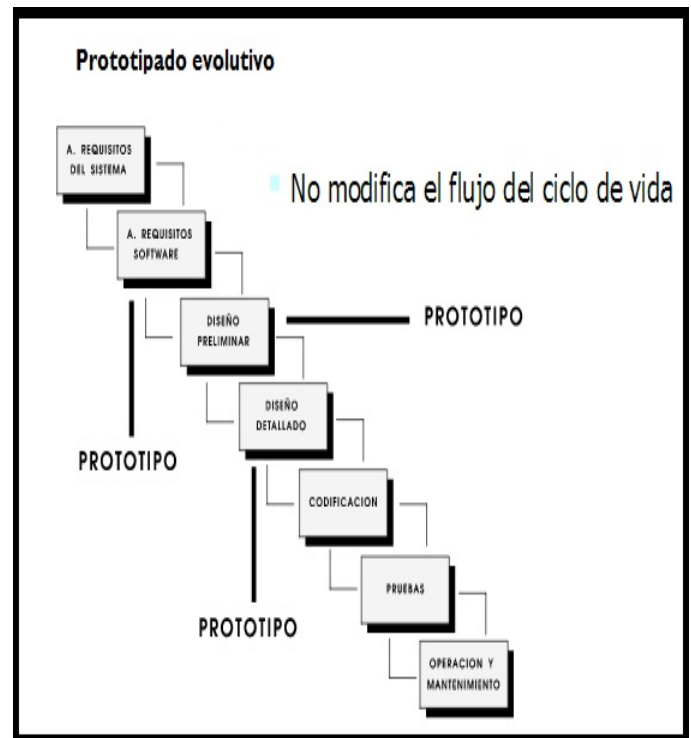 Prototipado evolutivo
A. REQUISITOS
DEL SISTEMA
No modifica el flujo del ciclo de vida
A. REQUISITOS
SOFTWARE
DISEÑO
PRELIMINAR
PROTOTIPO
DISEÑO
DETALLADO
PROTOTIPO
CODIFICACION
PRUEBAS
PROTOTIPO
OPERACION Y
MANTENIMIENTO